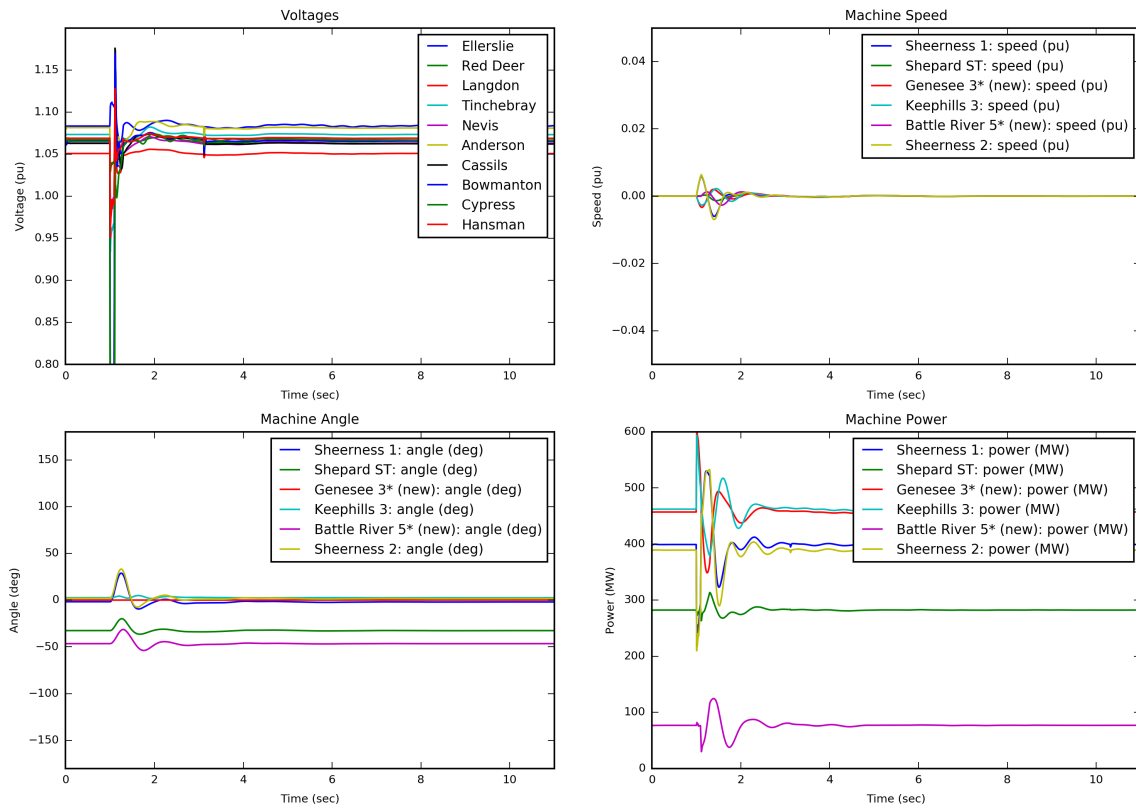 Voltages
Voltage (pu)
1.15
1.10
1.05
1.00
0.95
0.90
0.85
0.80
0 2 4 6 8 10
Time (sec)
Ellerslie
Red Deer
Langdon
Tinchebray
Nevis
Anderson
Cassils
Bowmanton
Cypress
Hansman
Machine Speed
Speed (pu)
0.04
0.02
0.00
−0.02
−0.04
0 2 4 6 8 10
Time (sec)
Sheerness 1: speed (pu)
Shepard ST: speed (pu)
Genesee 3* (new): speed (pu)
Keephills 3: speed (pu)
Battle River 5* (new): speed (pu)
Sheerness 2: speed (pu)
Machine Angle
Angle (deg)
150
100
50
0
−50
−100
−150
0 2 4 6 8 10
Time (sec)
Sheerness 1: angle (deg)
Shepard ST: angle (deg)
Genesee 3* (new): angle (deg)
Keephills 3: angle (deg)
Battle River 5* (new): angle (deg)
Sheerness 2: angle (deg)
Machine Power
Power (MW)
600
500
400
300
200
100
0
0 2 4 6 8 10
Time (sec)
Sheerness 1: power (MW)
Shepard ST: power (MW)
Genesee 3* (new): power (MW)
Keephills 3: power (MW)
Battle River 5* (new): power (MW)
Sheerness 2: power (MW)